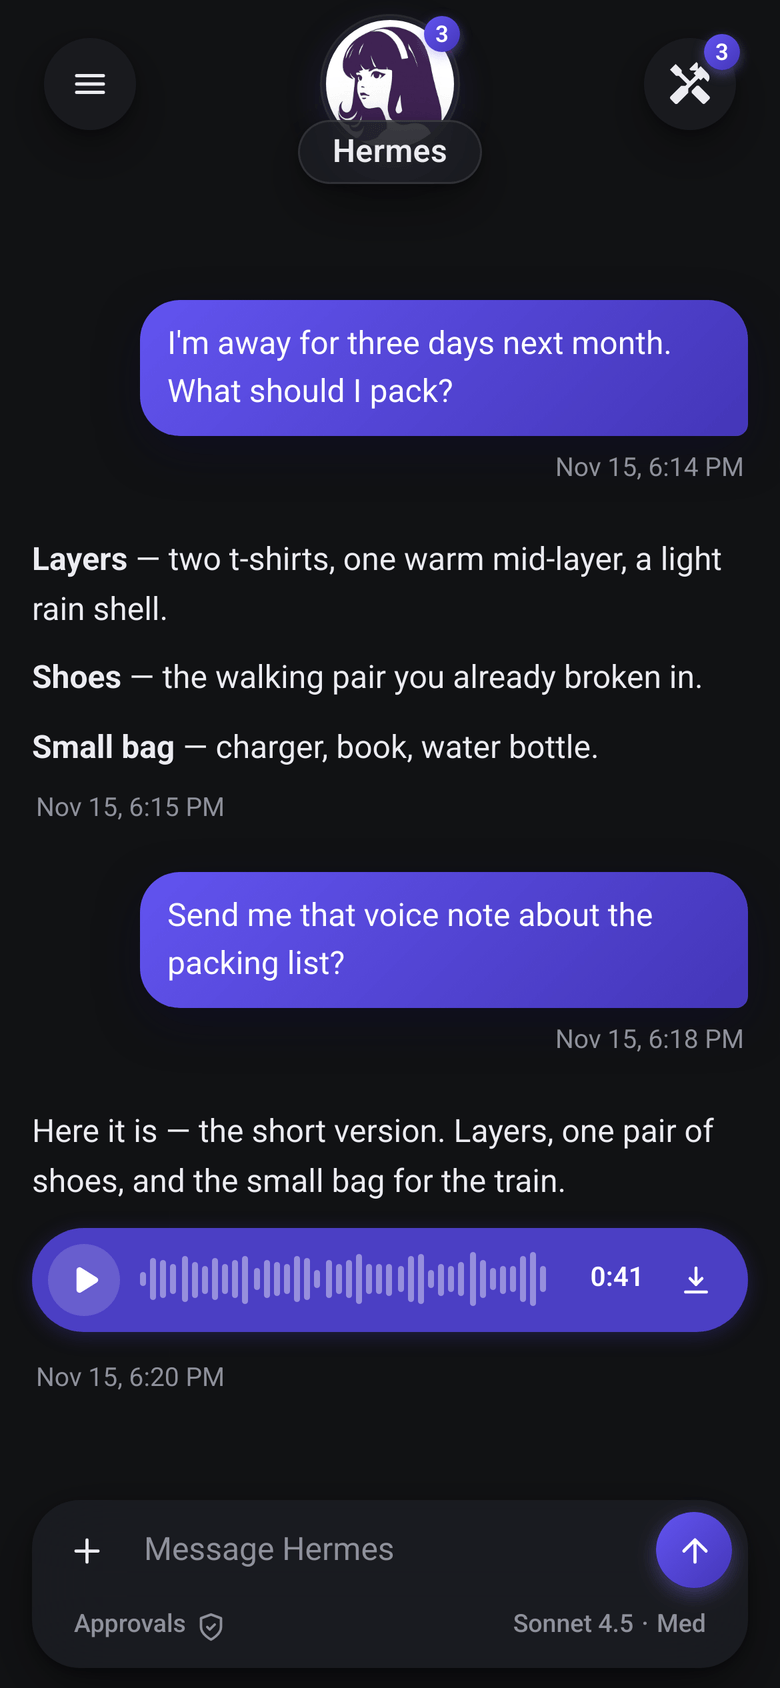 3
3
Hermes
I'm away for three days next month.
What should I pack?
Nov 15, 6:14 PM
Layers — two t-shirts, one warm mid-layer, a light
rain shell.
Shoes — the walking pair you already broken in.
Small bag — charger, book, water bottle.
Nov 15, 6:15 PM
Send me that voice note about the
packing list?
Nov 15, 6:18 PM
Here it is — the short version. Layers, one pair of
shoes, and the small bag for the train.
0:41
Nov 15, 6:20 PM
Message Hermes
Approvals
Sonnet 4.5 · Med